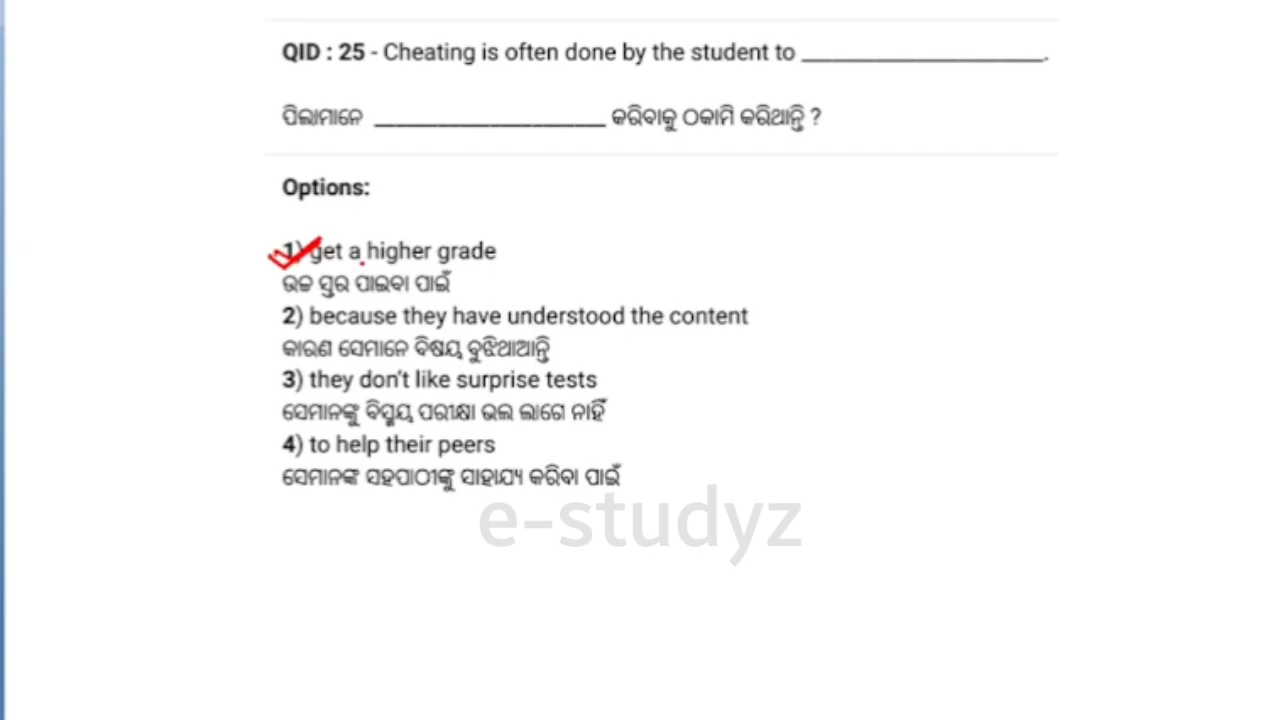 QID : 25 - Cheating is often done by the student to ____________________.
ପିଲାମାନେ ____________________ କରିବାକୁ ଠକାମି କରିଥାନ୍ତି ?
Options:
1) get a higher grade
ଉଚ୍ଚ ସ୍ତର ପାଇବା ପାଇଁ
2) because they have understood the content
କାରଣ ସେମାନେ ବିଷୟ ବୁଝିଥାଆନ୍ତି
3) they don't like surprise tests
ସେମାନଙ୍କୁ ବିସ୍ମୟ ପରୀକ୍ଷା ଭଲ ଲାଗେ ନାହିଁ
4) to help their peers
ସେମାନଙ୍କ ସହପାଠୀଙ୍କୁ ସାହାଯ୍ୟ କରିବା ପାଇଁ
e-studyz